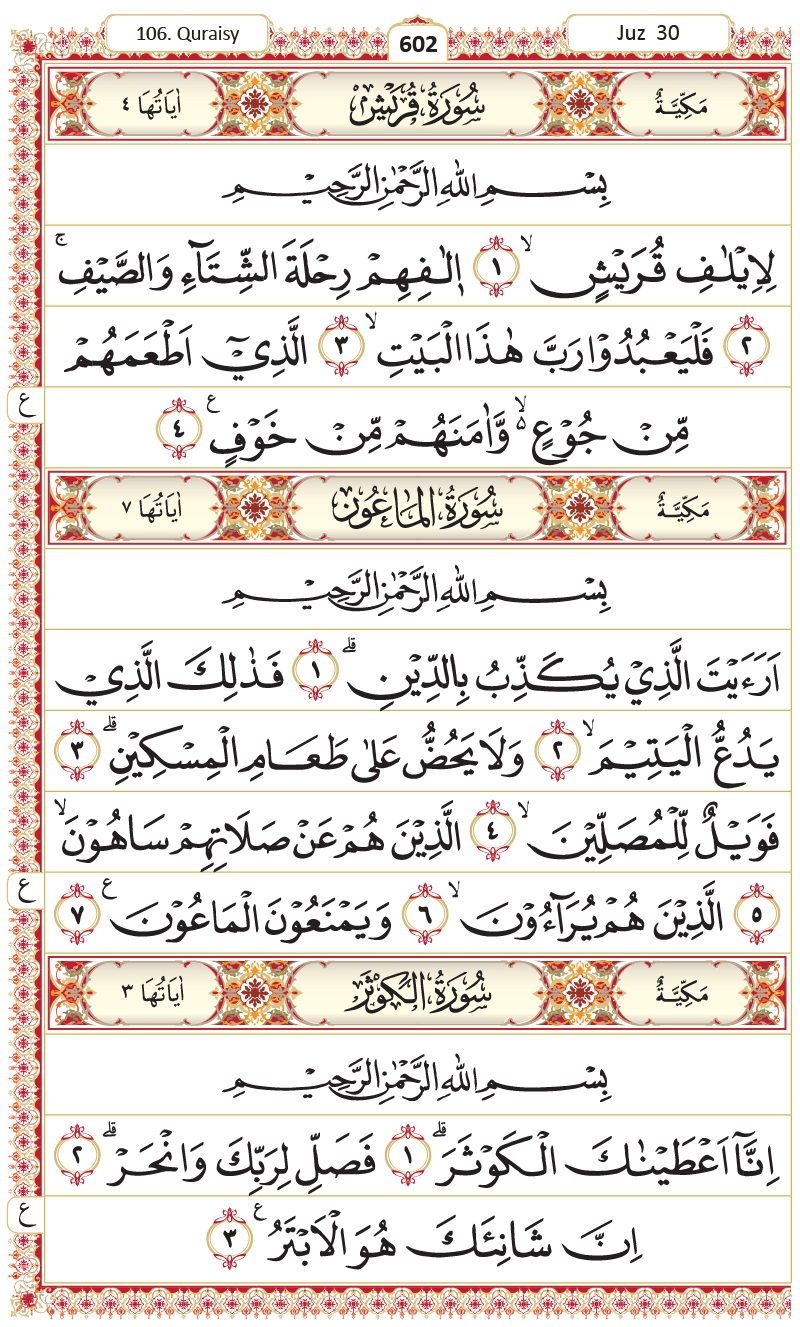 106. Quraisy
602
Juz 30
مَكِّيَّةٌ سُوْرَةُ قُرَيْشٍ اٰيَاتُهَا ٤
بِسْمِ اللّٰهِ الرَّحْمٰنِ الرَّحِيْمِ
لِاِيْلٰفِ قُرَيْشٍۙ ١ اٖلٰفِهِمْ رِحْلَةَ الشِّتَاۤءِ وَالصَّيْفِۚ
٢ فَلْيَعْبُدُوْا رَبَّ هٰذَا الْبَيْتِۙ ٣ الَّذِيْٓ اَطْعَمَهُمْ
ع
مِّنْ جُوْعٍ ەۙ وَّاٰمَنَهُمْ مِّنْ خَوْفٍ ࣖ ٤
مَكِّيَّةٌ سُوْرَةُ الْمَاعُوْنِ اٰيَاتُهَا ٧
بِسْمِ اللّٰهِ الرَّحْمٰنِ الرَّحِيْمِ
اَرَءَيْتَ الَّذِيْ يُكَذِّبُ بِالدِّيْنِۗ ١ فَذٰلِكَ الَّذِيْ
يَدُعُّ الْيَتِيْمَۙ ٢ وَلَا يَحُضُّ عَلٰى طَعَامِ الْمِسْكِيْنِۗ ٣
فَوَيْلٌ لِّلْمُصَلِّيْنَۙ ٤ الَّذِيْنَ هُمْ عَنْ صَلَاتِهِمْ سَاهُوْنَۙ
ع
٥ الَّذِيْنَ هُمْ يُرَاۤءُوْنَۙ ٦ وَيَمْنَعُوْنَ الْمَاعُوْنَ ࣖ ٧
مَكِّيَّةٌ سُوْرَةُ الْكَوْثَرِ اٰيَاتُهَا ٣
بِسْمِ اللّٰهِ الرَّحْمٰنِ الرَّحِيْمِ
اِنَّآ اَعْطَيْنٰكَ الْكَوْثَرَۗ ١ فَصَلِّ لِرَبِّكَ وَانْحَرْۗ ٢
ع
اِنَّ شَانِئَكَ هُوَ الْاَبْتَرُ ࣖ ٣